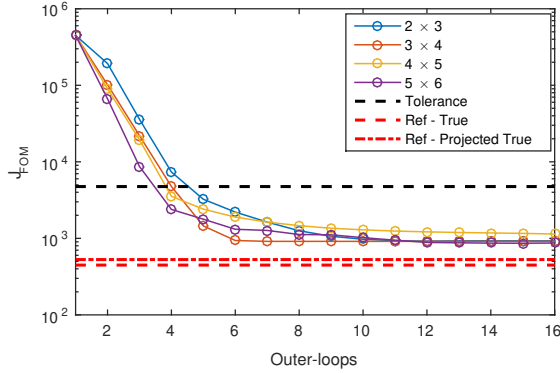 10^6
10^5
10^4
10^3
10^2
J_FOM
2 × 3
3 × 4
4 × 5
5 × 6
Tolerance
Ref - True
Ref - Projected True
2 4 6 8 10 12 14 16
Outer-loops